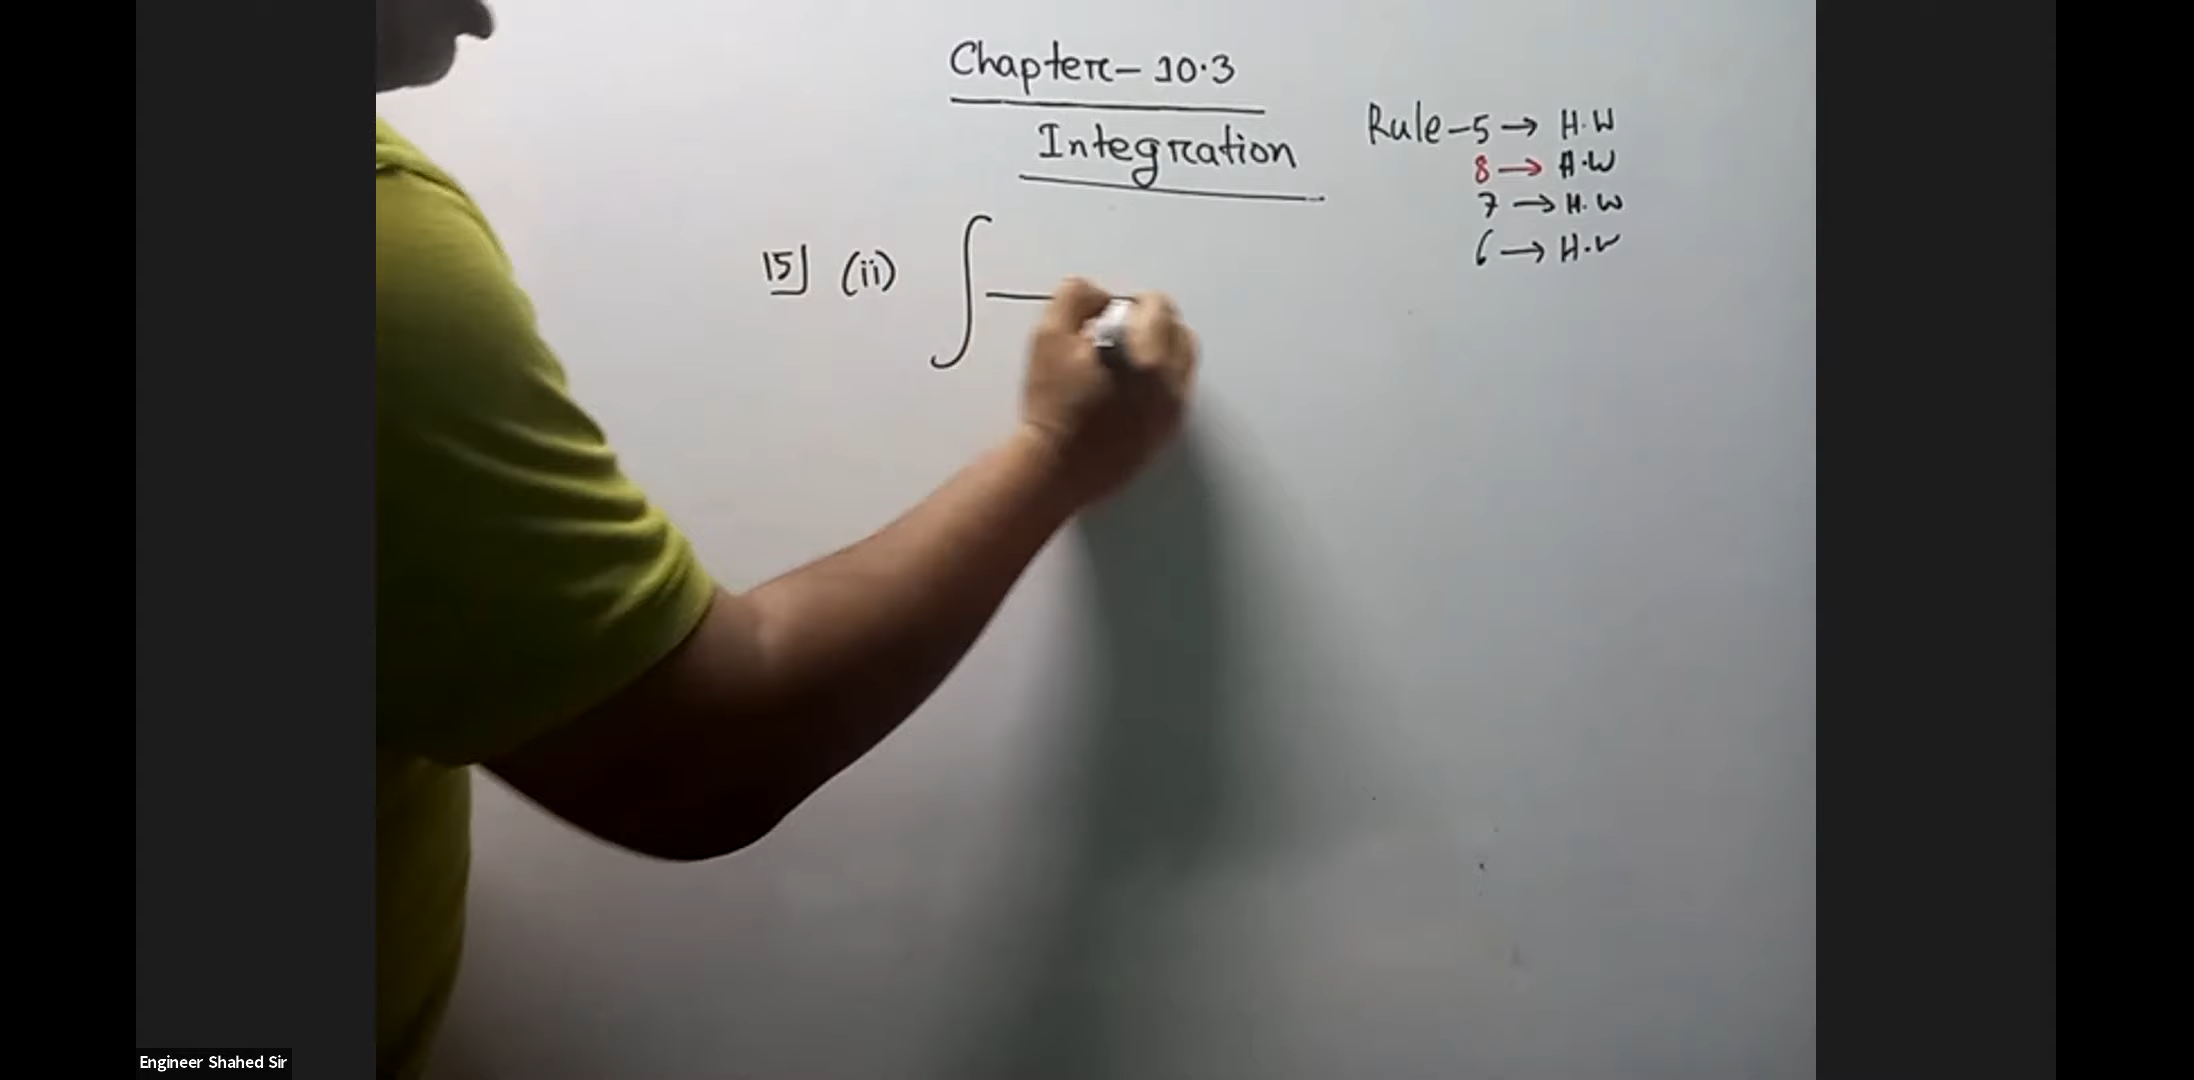 Chapter- 10.3
Integration
Rule-5 → H.W
8 → H.W
7 → H.W
6 → H.W
15] (ii) ∫
Engineer Shahed Sir